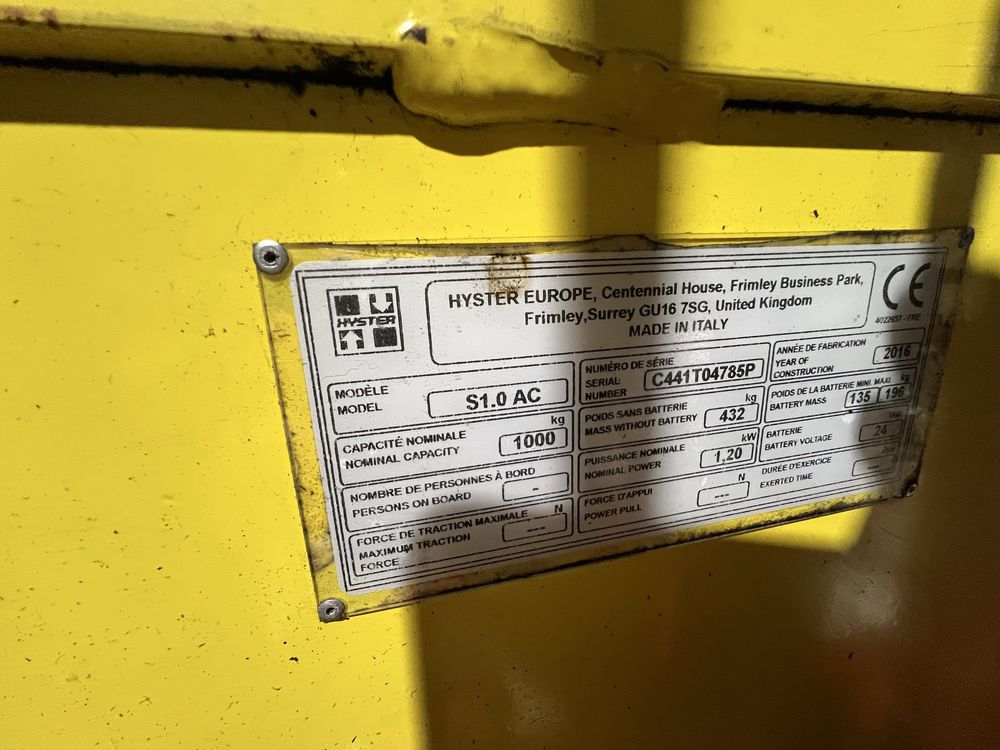 HYSTER
HYSTER EUROPE, Centennial House, Frimley Business Park,
Frimley,Surrey GU16 7SG, United Kingdom
MADE IN ITALY
CE
4022657 - FRE
MODÈLE
MODEL
S1.0 AC
NUMÉRO DE SÉRIE
SERIAL
NUMBER
C441T04785P
ANNÉE DE FABRICATION
YEAR OF
CONSTRUCTION
2016
CAPACITÉ NOMINALE
NOMINAL CAPACITY
kg
1000
POIDS SANS BATTERIE
MASS WITHOUT BATTERY
kg
432
POIDS DE LA BATTERIE MINI. MAXI. kg
BATTERY MASS
135 196
NOMBRE DE PERSONNES À BORD
PERSONS ON BOARD
-
PUISSANCE NOMINALE
NOMINAL POWER
kW
1,20
BATTERIE
BATTERY VOLTAGE
24
FORCE DE TRACTION MAXIMALE N
MAXIMUM TRACTION
FORCE
---
FORCE D'APPUI
POWER PULL
N
---
DURÉE D'EXERCICE
EXERTED TIME
---